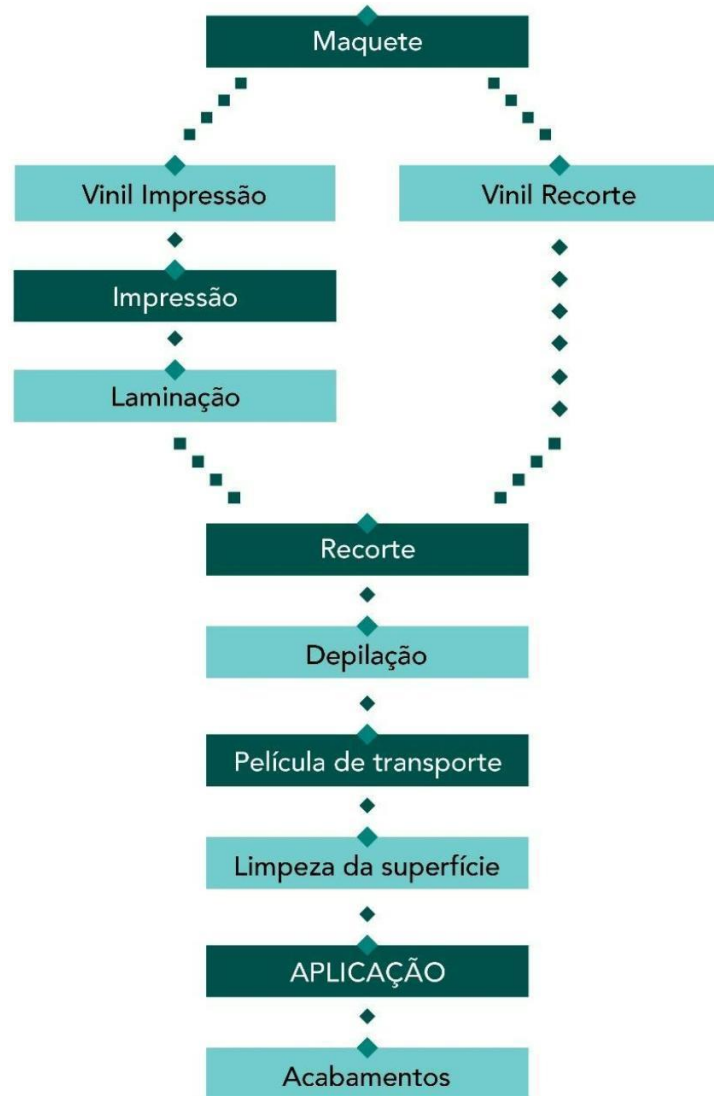 Maquete
Vinil Impressão
Vinil Recorte
Impressão
Laminação
Recorte
Depilação
Película de transporte
Limpeza da superfície
APLICAÇÃO
Acabamentos